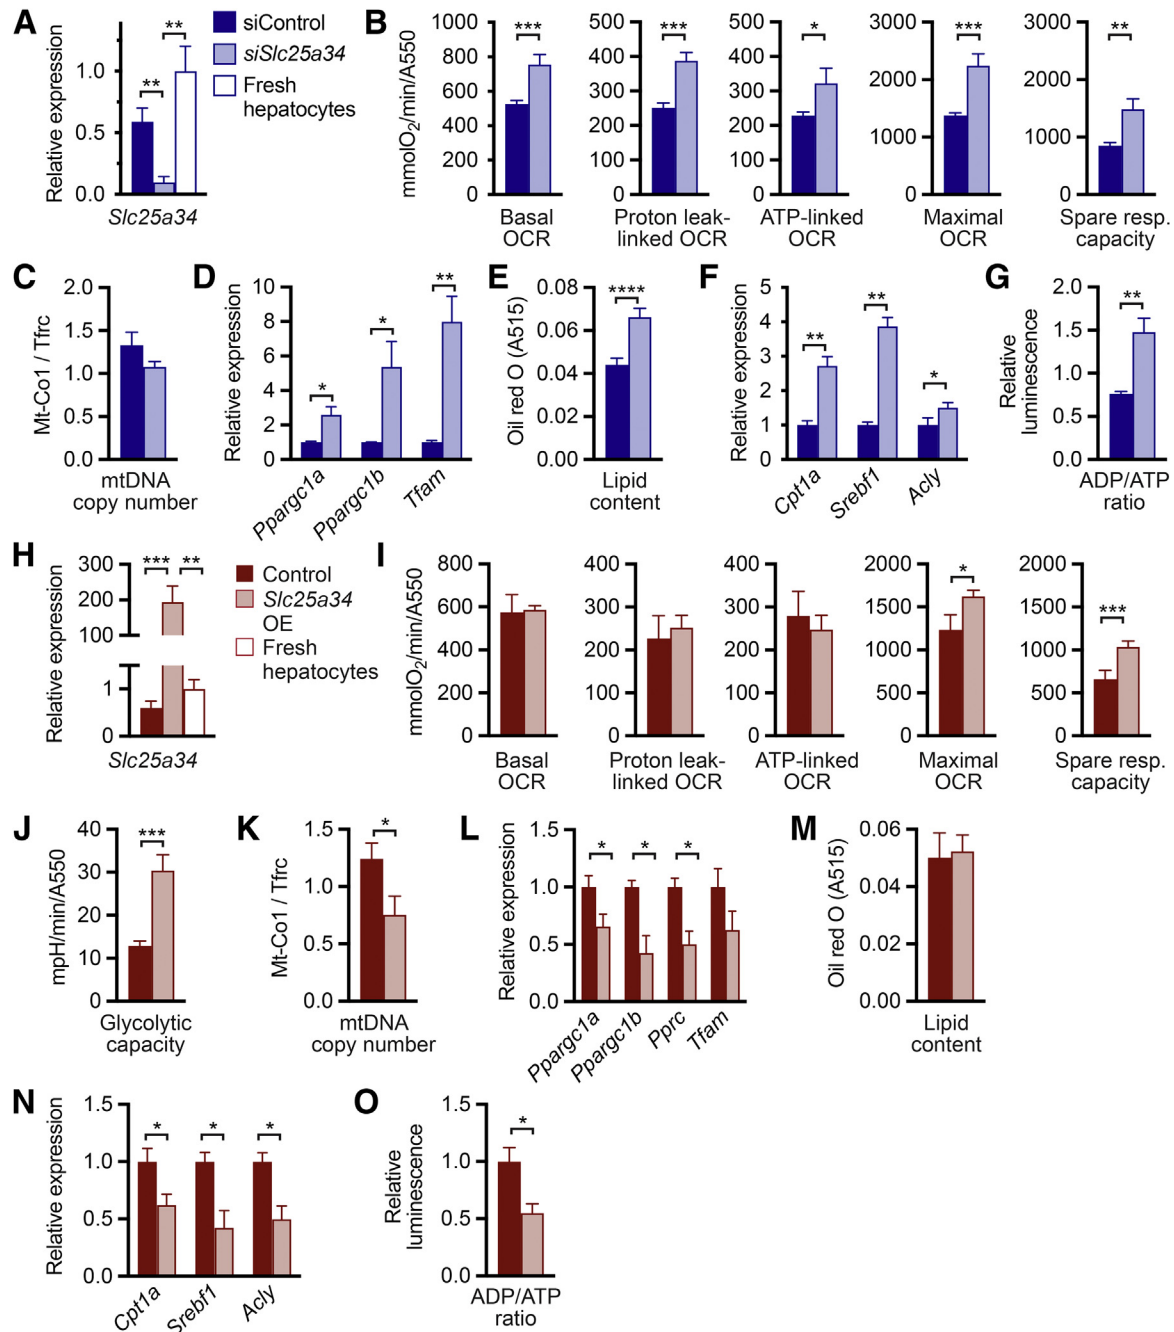 A
Relative expression
1.0
0.5
0.0
**
**
Slc25a34
siControl
siSlc25a34
Fresh
hepatocytes
B
mmolO2/min/A550
1000
800
600
400
200
0
***
Basal
OCR
500
400
300
200
100
0
***
Proton leak-
linked OCR
500
400
300
200
100
0
*
ATP-linked
OCR
3000
2000
1000
0
***
Maximal
OCR
3000
2000
1000
0
**
Spare resp.
capacity
C
Mt-Co1 / Tfrc
2.0
1.5
1.0
0.5
0.0
mtDNA
copy number
D
Relative expression
10
8
6
4
2
0
*
*
**
Ppargc1a
Ppargc1b
Tfam
E
Oil red O (A515)
0.08
0.06
0.04
0.02
0.00
****
Lipid
content
F
Relative expression
5
4
3
2
1
0
**
**
*
Cpt1a
Srebf1
Acly
G
Relative
luminescence
2.0
1.5
1.0
0.5
0.0
**
ADP/ATP
ratio
H
Relative expression
300
200
100
1
0
***
**
Slc25a34
Control
Slc25a34
OE
Fresh
hepatocytes
I
mmolO2/min/A550
800
600
400
200
0
Basal
OCR
400
300
200
100
0
Proton leak-
linked OCR
400
300
200
100
0
ATP-linked
OCR
2000
1500
1000
500
0
*
Maximal
OCR
2000
1500
1000
500
0
***
Spare resp.
capacity
J
mpH/min/A550
40
30
20
10
0
***
Glycolytic
capacity
K
Mt-Co1 / Tfrc
1.5
1.0
0.5
0.0
*
mtDNA
copy number
L
Relative expression
1.5
1.0
0.5
0.0
*
*
*
Ppargc1a
Ppargc1b
Pprc
Tfam
M
Oil red O (A515)
0.06
0.04
0.02
0.00
Lipid
content
N
Relative expression
1.5
1.0
0.5
0.0
*
*
*
Cpt1a
Srebf1
Acly
O
Relative
luminescence
1.5
1.0
0.5
0.0
*
ADP/ATP
ratio